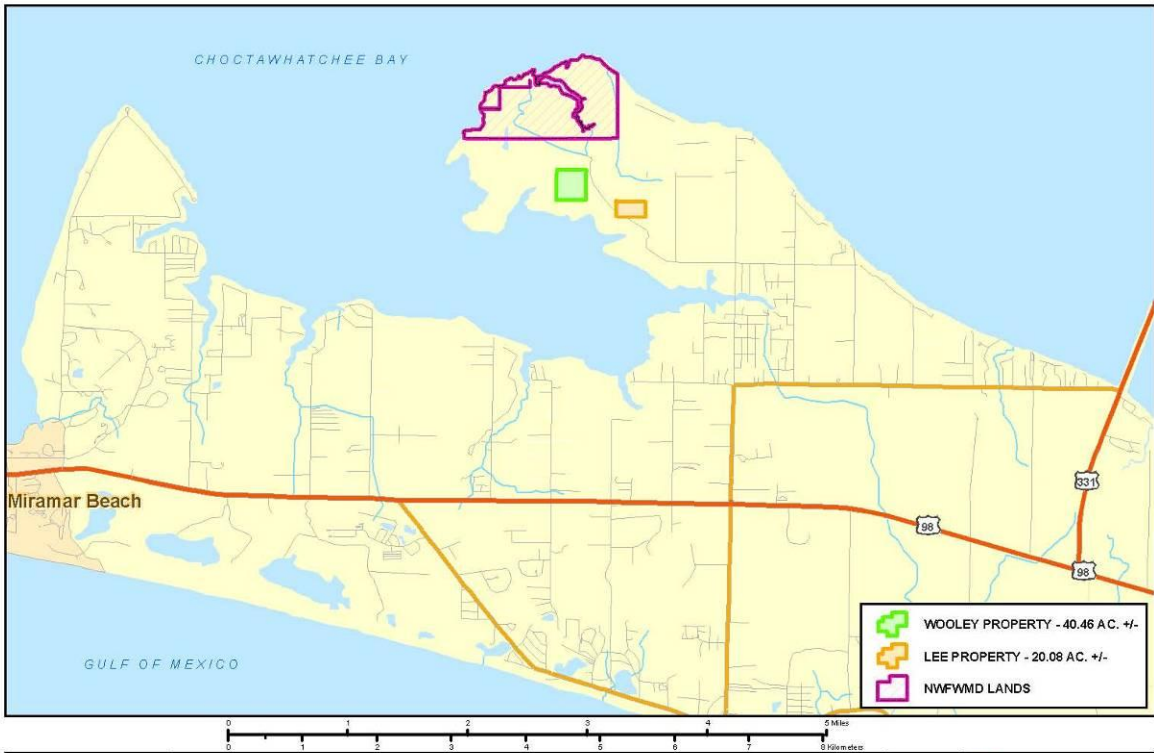 CHOCTAWHATCHEE BAY
331
Miramar Beach
98
98
WOOLEY PROPERTY - 40.46 AC. +/-
LEE PROPERTY - 20.08 AC. +/-
GULF OF MEXICO
NWFWMD LANDS
0 1 2 3 4 5 Miles
0 1 2 3 4 5 6 7 8 Kilometers